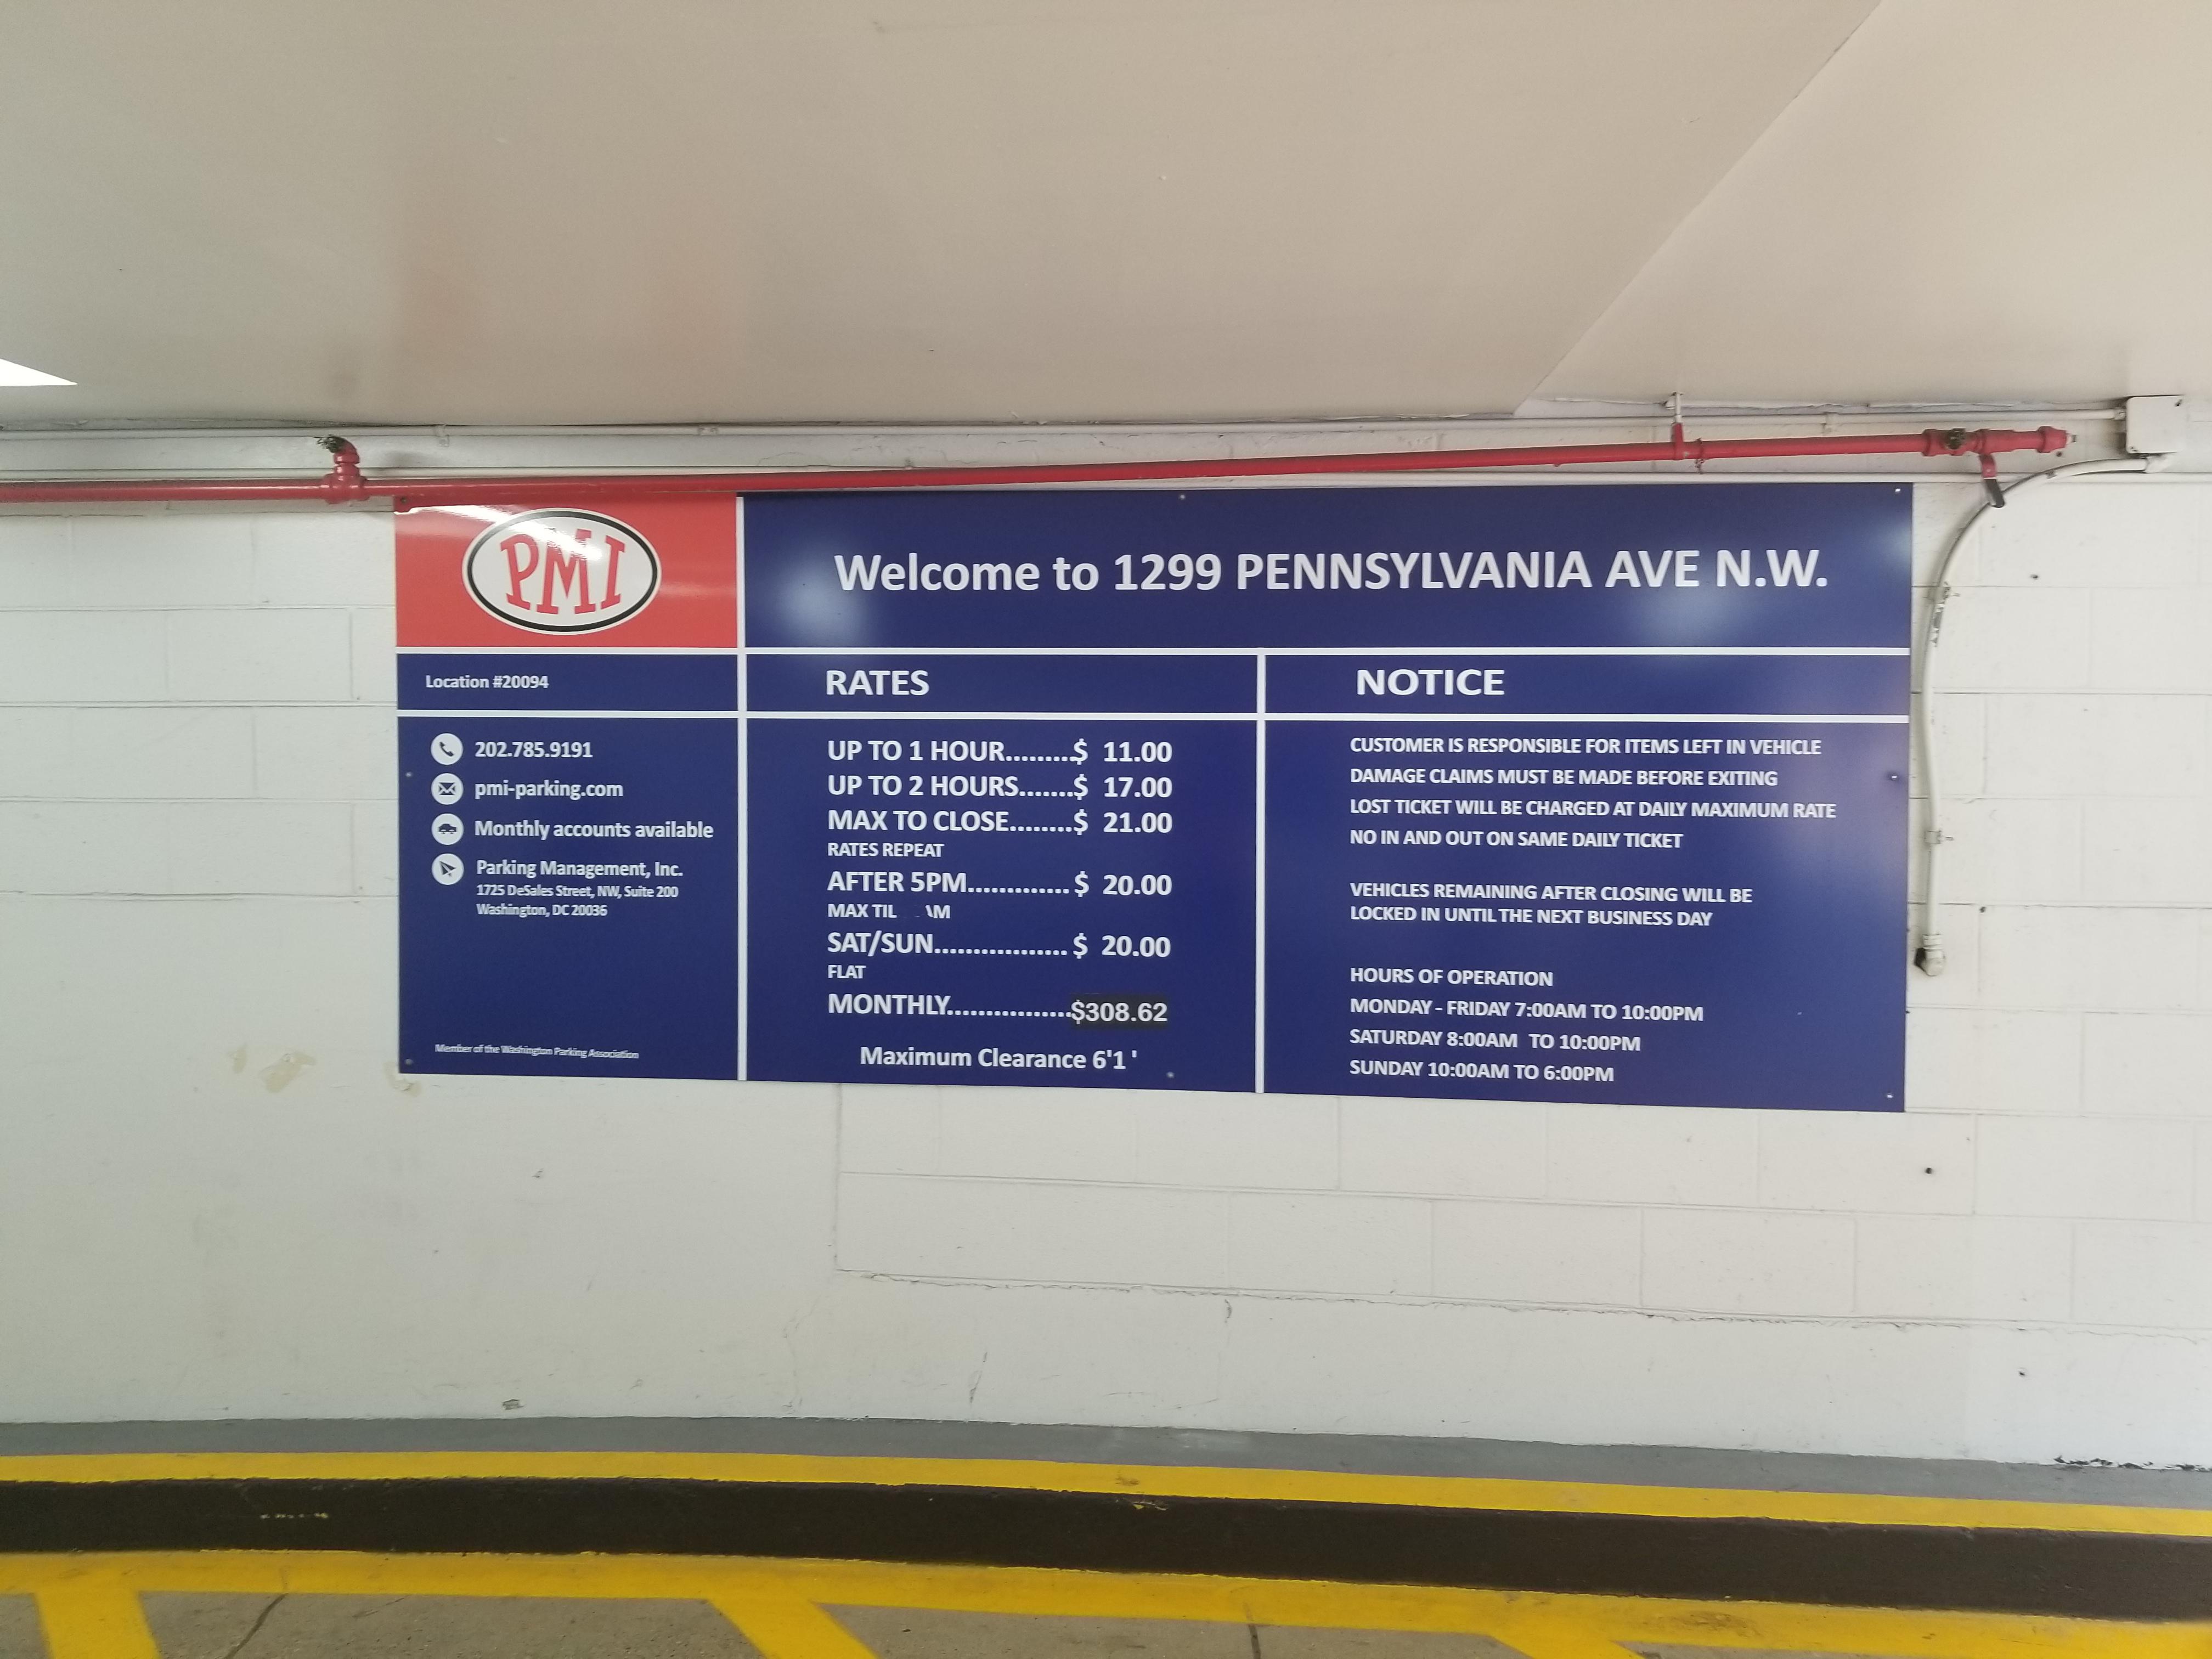 PMI
Welcome to 1299 PENNSYLVANIA AVE N.W.
Location #20094
202.785.9191
pmi-parking.com
Monthly accounts available
Parking Management, Inc.
1725 DeSales Street, NW, Suite 200
Washington, DC 20036
Member of the Washington Parking Association
RATES
UP TO 1 HOUR........$ 11.00
UP TO 2 HOURS.......$ 17.00
MAX TO CLOSE........$ 21.00
RATES REPEAT
AFTER 5PM.............$ 20.00
MAX TIL
SAT/SUN.................$ 20.00
FLAT
MONTHLY................$308.62
Maximum Clearance 6'1'
NOTICE
CUSTOMER IS RESPONSIBLE FOR ITEMS LEFT IN VEHICLE
DAMAGE CLAIMS MUST BE MADE BEFORE EXITING
LOST TICKET WILL BE CHARGED AT DAILY MAXIMUM RATE
NO IN AND OUT ON SAME DAILY TICKET
VEHICLES REMAINING AFTER CLOSING WILL BE
LOCKED IN UNTIL THE NEXT BUSINESS DAY
HOURS OF OPERATION
MONDAY - FRIDAY 7:00AM TO 10:00PM
SATURDAY 8:00AM TO 10:00PM
SUNDAY 10:00AM TO 6:00PM